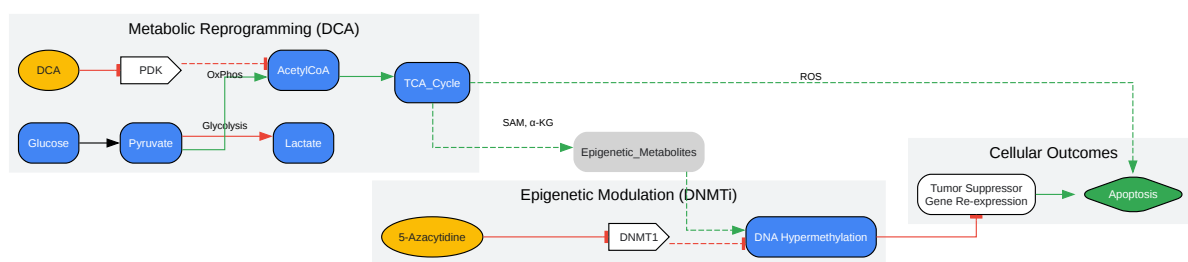 Metabolic Reprogramming (DCA)
DCA
PDK
OxPhos
AcetylCoA
TCA_Cycle
ROS
Glucose
Pyruvate
Glycolysis
Lactate
SAM, α-KG
Epigenetic_Metabolites
Cellular Outcomes
Tumor Suppressor
Gene Re-expression
Apoptosis
Epigenetic Modulation (DNMTi)
5-Azacytidine
DNMT1
DNA Hypermethylation